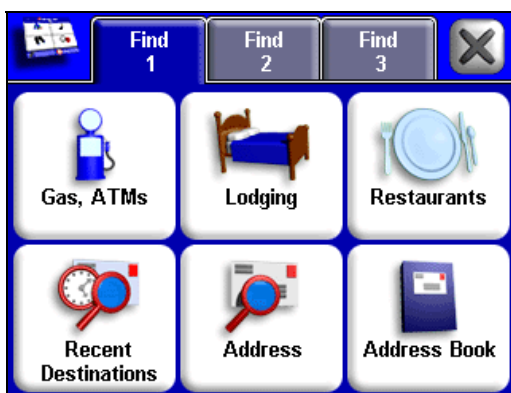 Find
1
Find
2
Find
3
Gas, ATMs
Lodging
Restaurants
Recent
Destinations
Address
Address Book